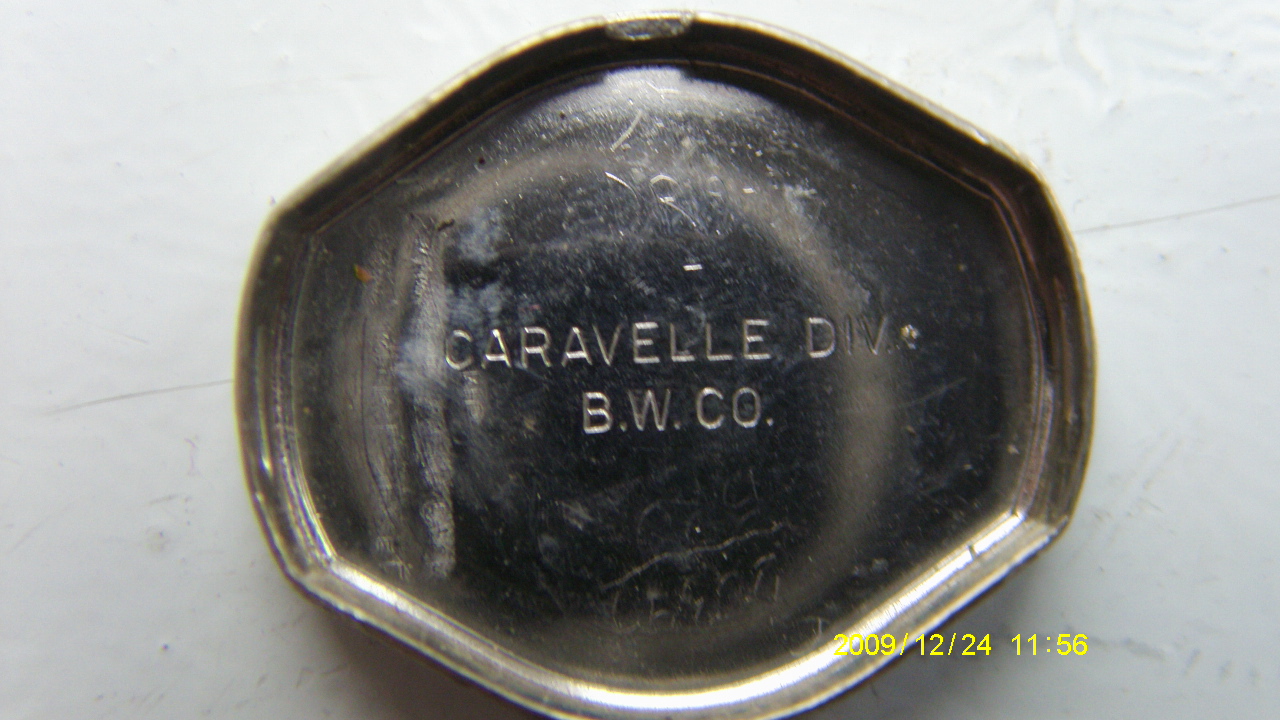 CARAVELLE DIV.
B.W. CO.
2009/12/24 11:56